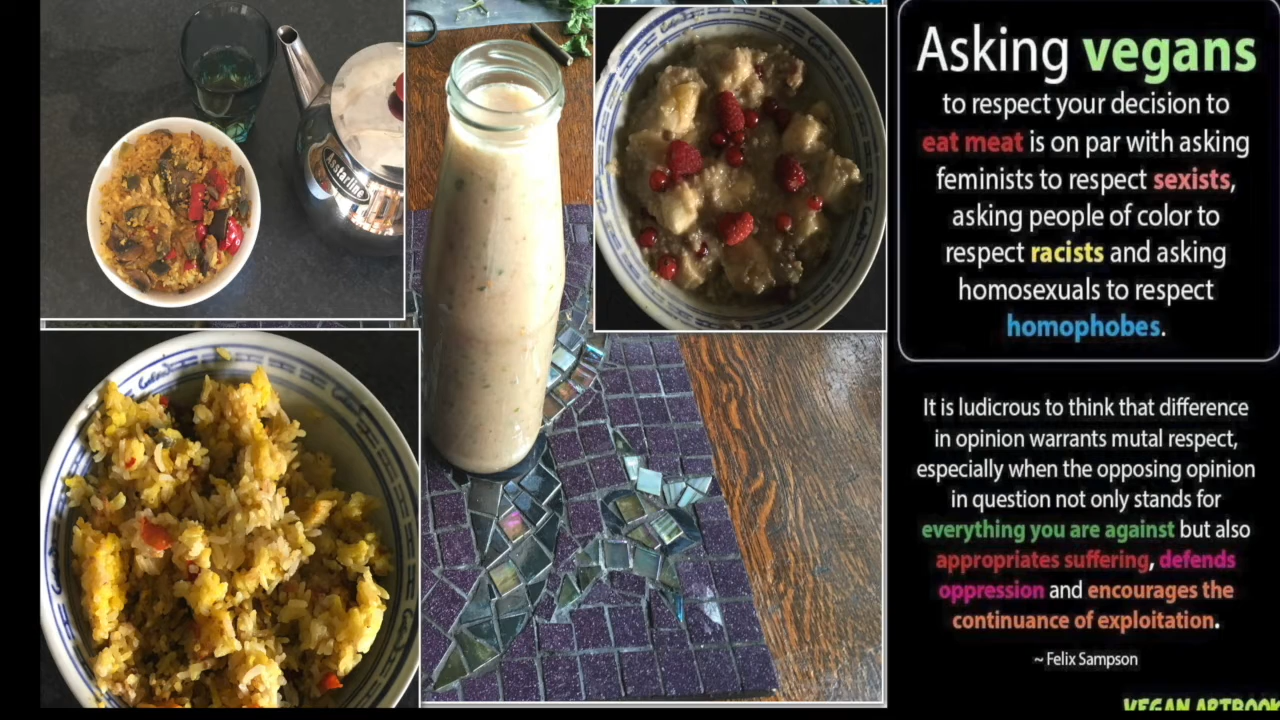 Asstarline
Asking vegans
to respect your decision to
eat meat is on par with asking
feminists to respect sexists,
asking people of color to
respect racists and asking
homosexuals to respect
homophobes.
It is ludicrous to think that difference
in opinion warrants mutal respect,
especially when the opposing opinion
in question not only stands for
everything you are against but also
appropriates suffering, defends
oppression and encourages the
continuance of exploitation.
~ Felix Sampson
VEGAN ARTBOOK